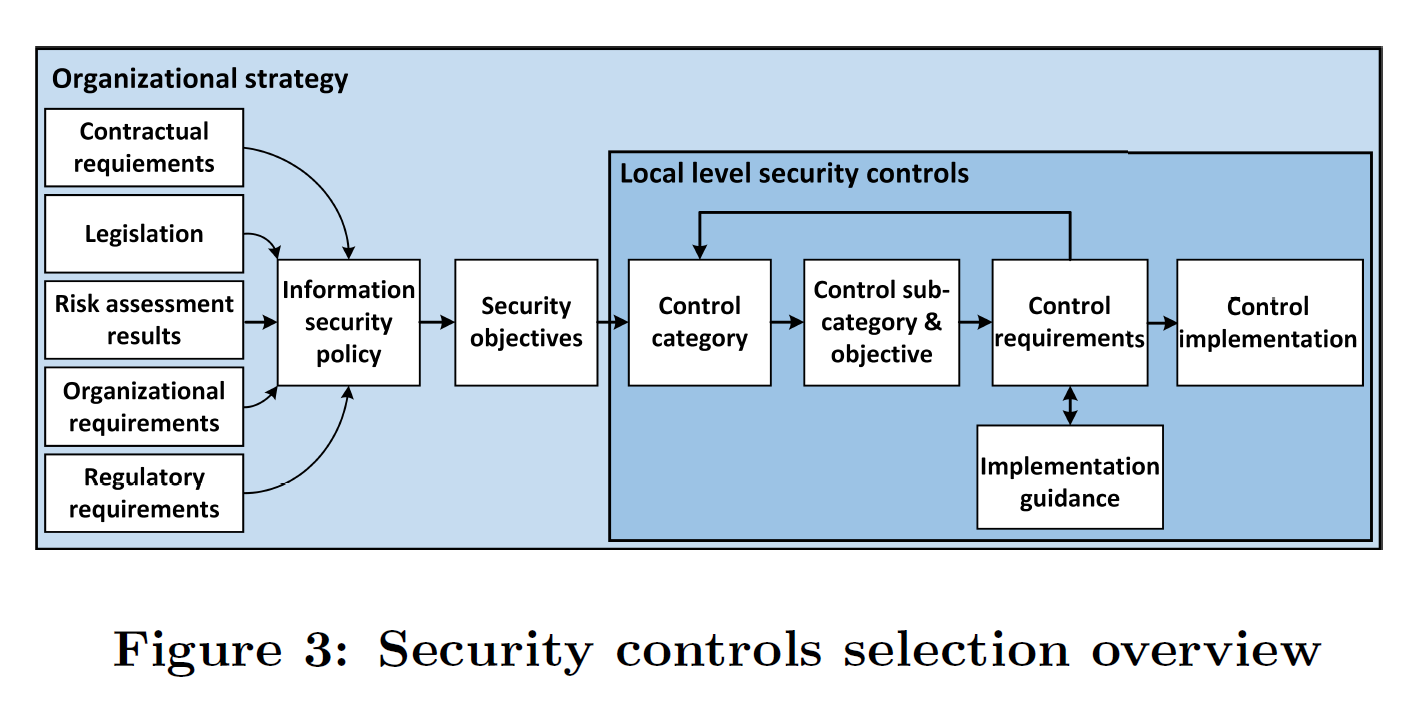 Organizational strategy
Contractual
requiements
Legislation
Risk assessment
results
Organizational
requirements
Regulatory
requirements
Information
security
policy
Security
objectives
Local level security controls
Control
category
Control sub-
category &
objective
Control
requirements
Control
implementation
Implementation
guidance
Figure 3: Security controls selection overview